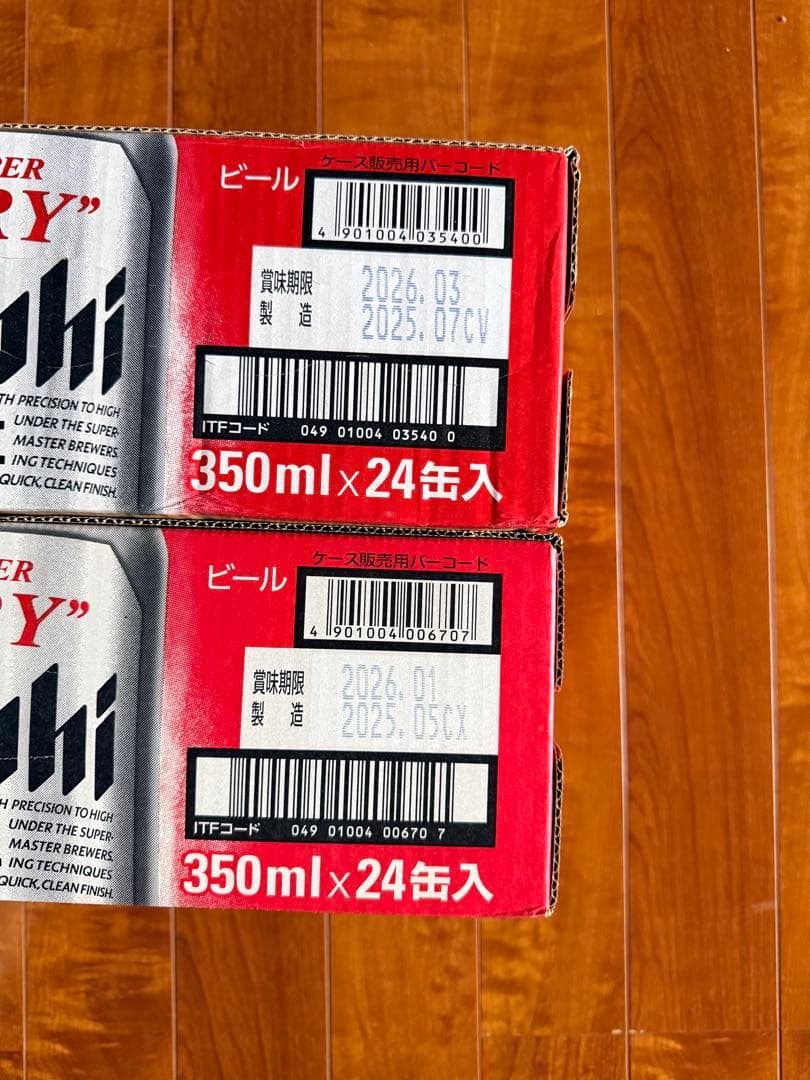 PER
RY”
hi
TH PRECISION TO HIGH
UNDER THE SUPER-
MASTER BREWERS.
ING TECHNIQUES
QUICK, CLEAN FINISH.
ビール
ケース販売用バーコード
4 901004 035400
賞味期限 2026.03
製造 2025.07CV
ITFコード 049 01004 03540 0
350ml×24缶入
ER
RY”
hi
H PRECISION TO HIGH
UNDER THE SUPER-
MASTER BREWERS.
ING TECHNIQUES
QUICK, CLEAN FINISH.
ビール
ケース販売用バーコード
4 901004 006707
賞味期限 2026.01
製造 2025.05CX
ITFコード 049 01004 00670 7
350ml×24缶入